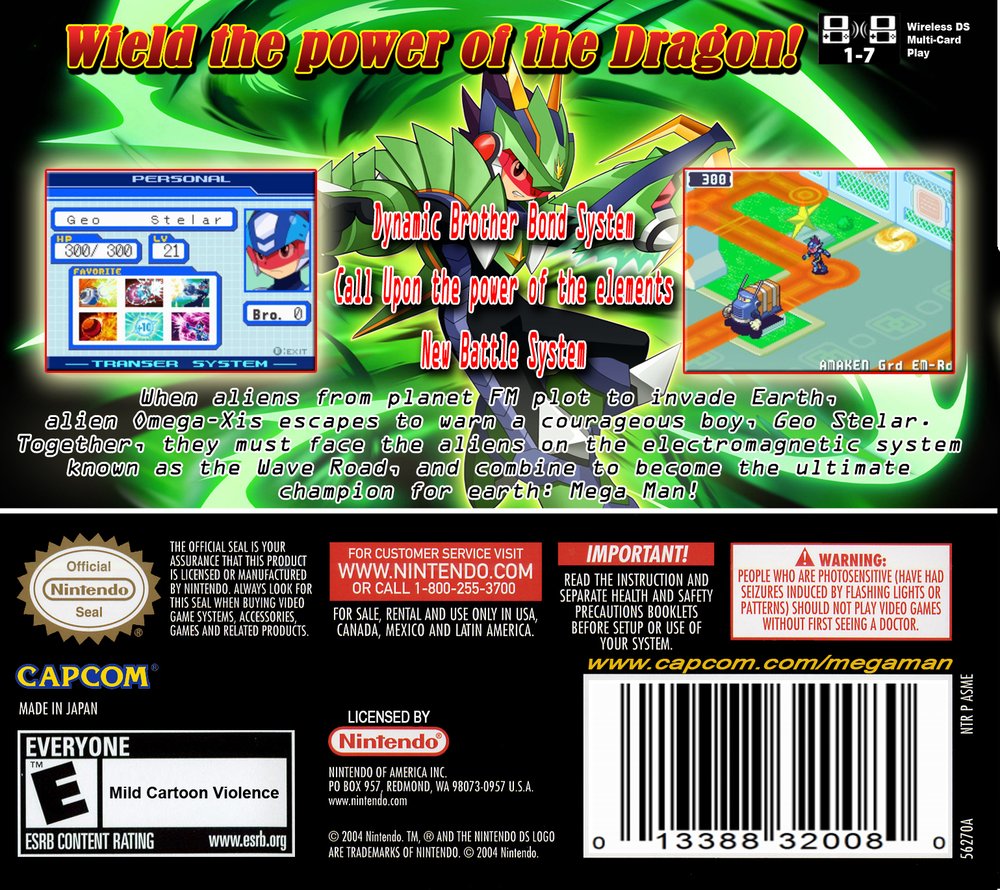 Wield the power of the Dragon!
Wireless DS
Multi-Card
Play
1-7
PERSONAL
Geo Stelar
HP
300/ 300
LV
21
FAVORITE
Bro. 0
EXIT
TRANSER SYSTEM
Dynamic Brother Bond System
Call Upon the power of the elements
New Battle System
300
AMAKEN Grd EM-Rd
When aliens from planet FM plot to invade Earth,
alien Omega-Xis escapes to warn a courageous boy, Geo Stelar.
Together, they must face the aliens on the electromagnetic system
known as the Wave Road, and combine to become the ultimate
champion for earth: Mega Man!
Official
Nintendo
Seal
®
THE OFFICIAL SEAL IS YOUR
ASSURANCE THAT THIS PRODUCT
IS LICENSED OR MANUFACTURED
BY NINTENDO. ALWAYS LOOK FOR
THIS SEAL WHEN BUYING VIDEO
GAME SYSTEMS, ACCESSORIES,
GAMES AND RELATED PRODUCTS.
FOR CUSTOMER SERVICE VISIT
WWW.NINTENDO.COM
OR CALL 1-800-255-3700
FOR SALE, RENTAL AND USE ONLY IN USA,
CANADA, MEXICO AND LATIN AMERICA.
IMPORTANT!
READ THE INSTRUCTION AND
SEPARATE HEALTH AND SAFETY
PRECAUTIONS BOOKLETS
BEFORE SETUP OR USE OF
YOUR SYSTEM.
WARNING:
PEOPLE WHO ARE PHOTOSENSITIVE (HAVE HAD
SEIZURES INDUCED BY FLASHING LIGHTS OR
PATTERNS) SHOULD NOT PLAY VIDEO GAMES
WITHOUT FIRST SEEING A DOCTOR.
www.capcom.com/megaman
CAPCOM®
MADE IN JAPAN
EVERYONE
TM
E
Mild Cartoon Violence
ESRB CONTENT RATING www.esrb.org
LICENSED BY
Nintendo®
NINTENDO OF AMERICA INC.
PO BOX 957, REDMOND, WA 98073-0957 U.S.A.
www.nintendo.com
© 2004 Nintendo. TM, ® AND THE NINTENDO DS LOGO
ARE TRADEMARKS OF NINTENDO. © 2004 Nintendo.
0 13388 32008 0
NTR P ASME
56270A